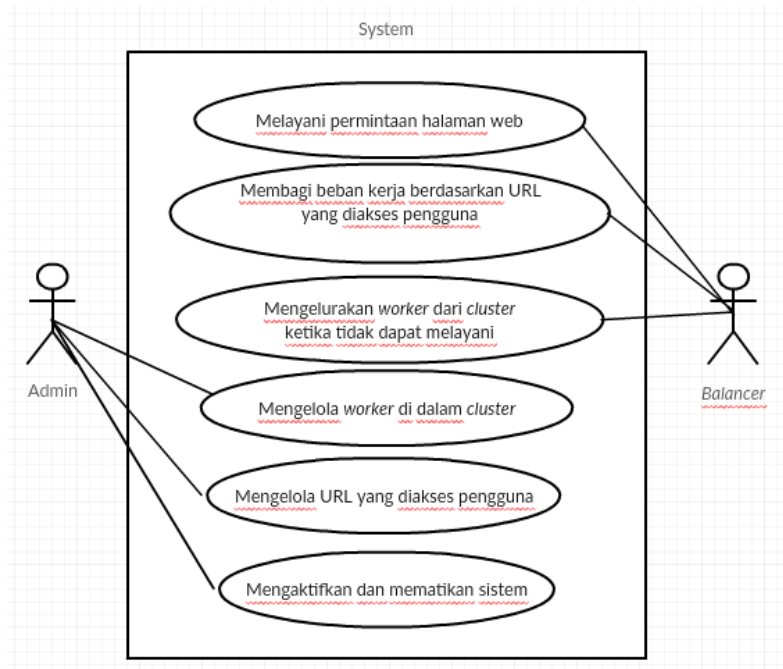 System
Melayani permintaan halaman web
Membagi beban kerja berdasarkan URL
yang diakses pengguna
Mengelurakan worker dari cluster
ketika tidak dapat melayani
Admin
Balancer
Mengelola worker di dalam cluster
Mengelola URL yang diakses pengguna
Mengaktifkan dan mematikan sistem